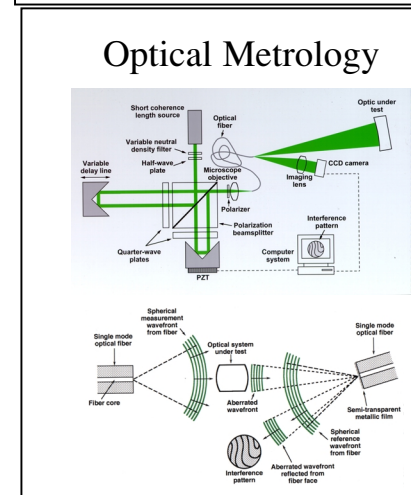 Optical Metrology
Short coherence
length source
Optical
fiber
Optic under
test
Variable neutral
density filter
Half-wave
plate
Variable
delay line
Microscope
objective
CCD camera
Imaging
lens
Polarizer
Interference
pattern
Polarization
beamsplitter
Computer
system
Quarter-wave
plates
PZT
Spherical
measurement
wavefront
from fiber
Single mode
optical fiber
Optical system
under test
Single mode
optical fiber
Fiber core
Aberrated
wavefront
Semi-transparent
metallic film
Spherical
reference
wavefront
from fiber
Interference
pattern
Aberrated wavefront
reflected from
fiber face